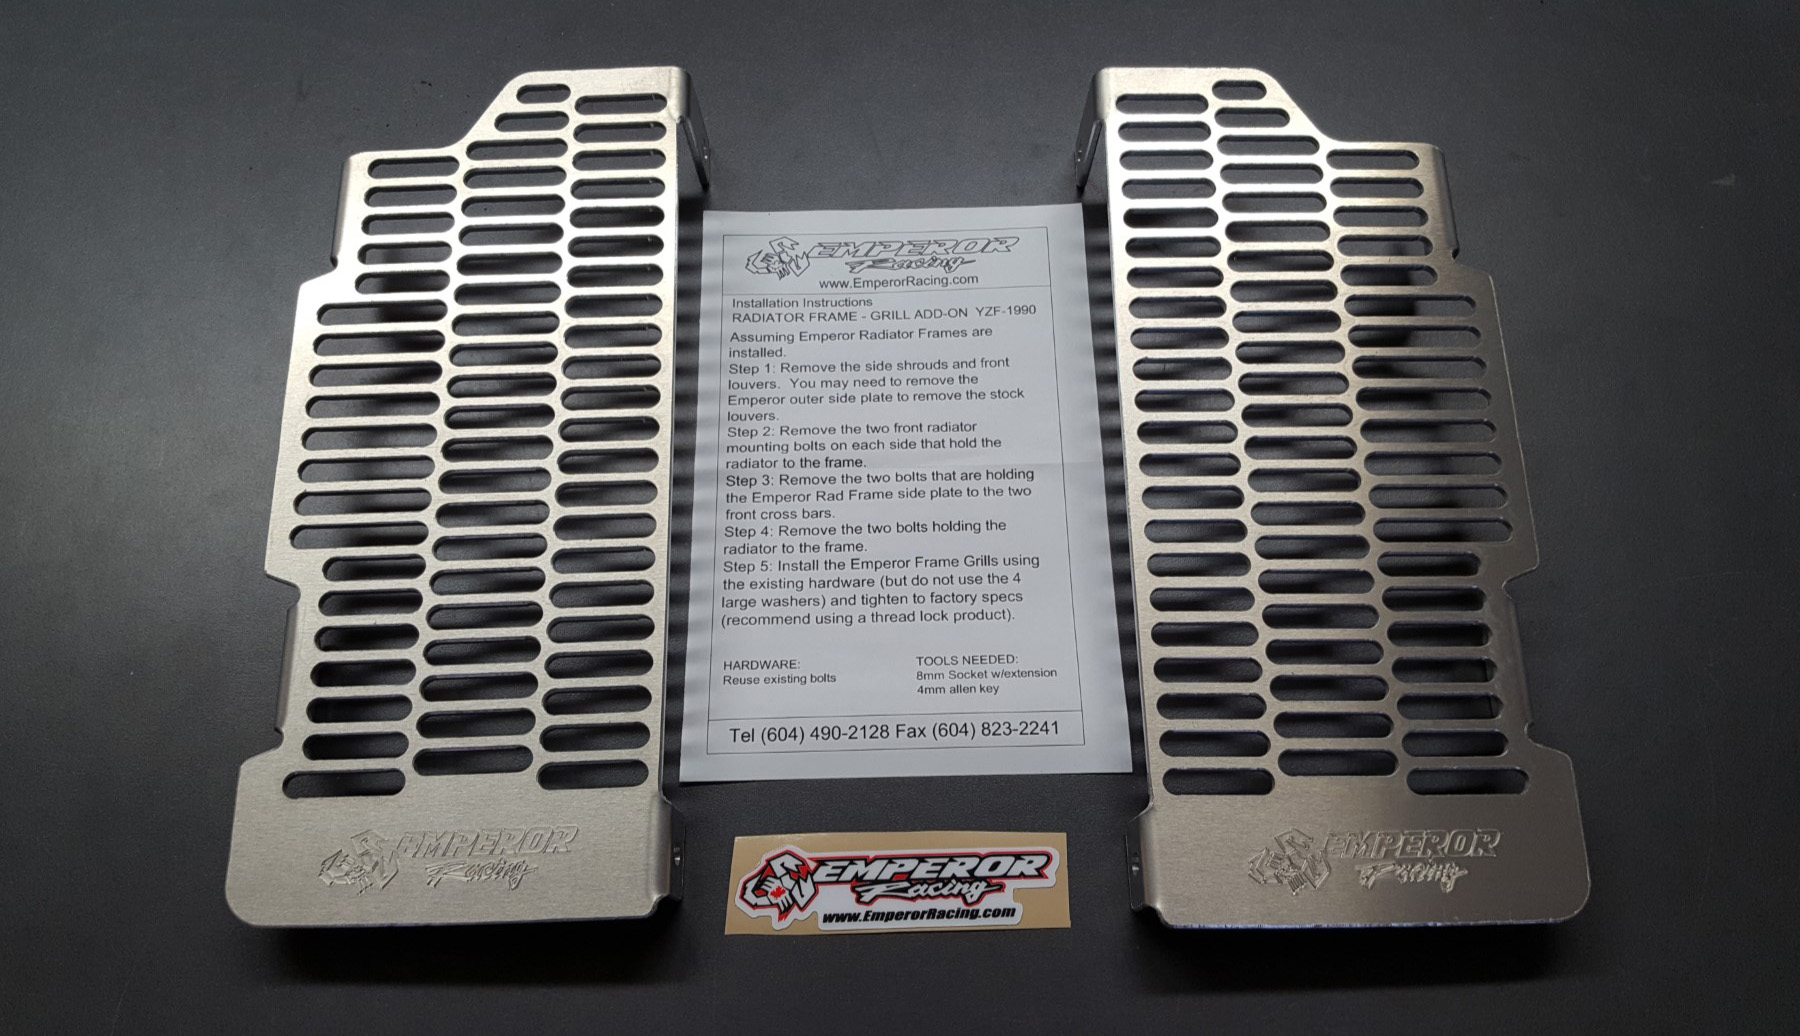 EMPEROR
Racing
www.EmperorRacing.com
Installation Instructions
RADIATOR FRAME - GRILL ADD-ON YZF-1990
Assuming Emperor Radiator Frames are
installed.
Step 1: Remove the side shrouds and front
louvers. You may need to remove the
Emperor outer side plate to remove the stock
louvers.
Step 2: Remove the two front radiator
mounting bolts on each side that hold the
radiator to the frame.
Step 3: Remove the two bolts that are holding
the Emperor Rad Frame side plate to the two
front cross bars.
Step 4: Remove the two bolts holding the
radiator to the frame.
Step 5: Install the Emperor Frame Grills using
the existing hardware (but do not use the 4
large washers) and tighten to factory specs
(recommend using a thread lock product).
HARDWARE:
Reuse existing bolts
TOOLS NEEDED:
8mm Socket w/extension
4mm allen key
Tel (604) 490-2128 Fax (604) 823-2241
EMPEROR
Racing
EMPEROR
Racing
www.EmperorRacing.com
EMPEROR
Racing